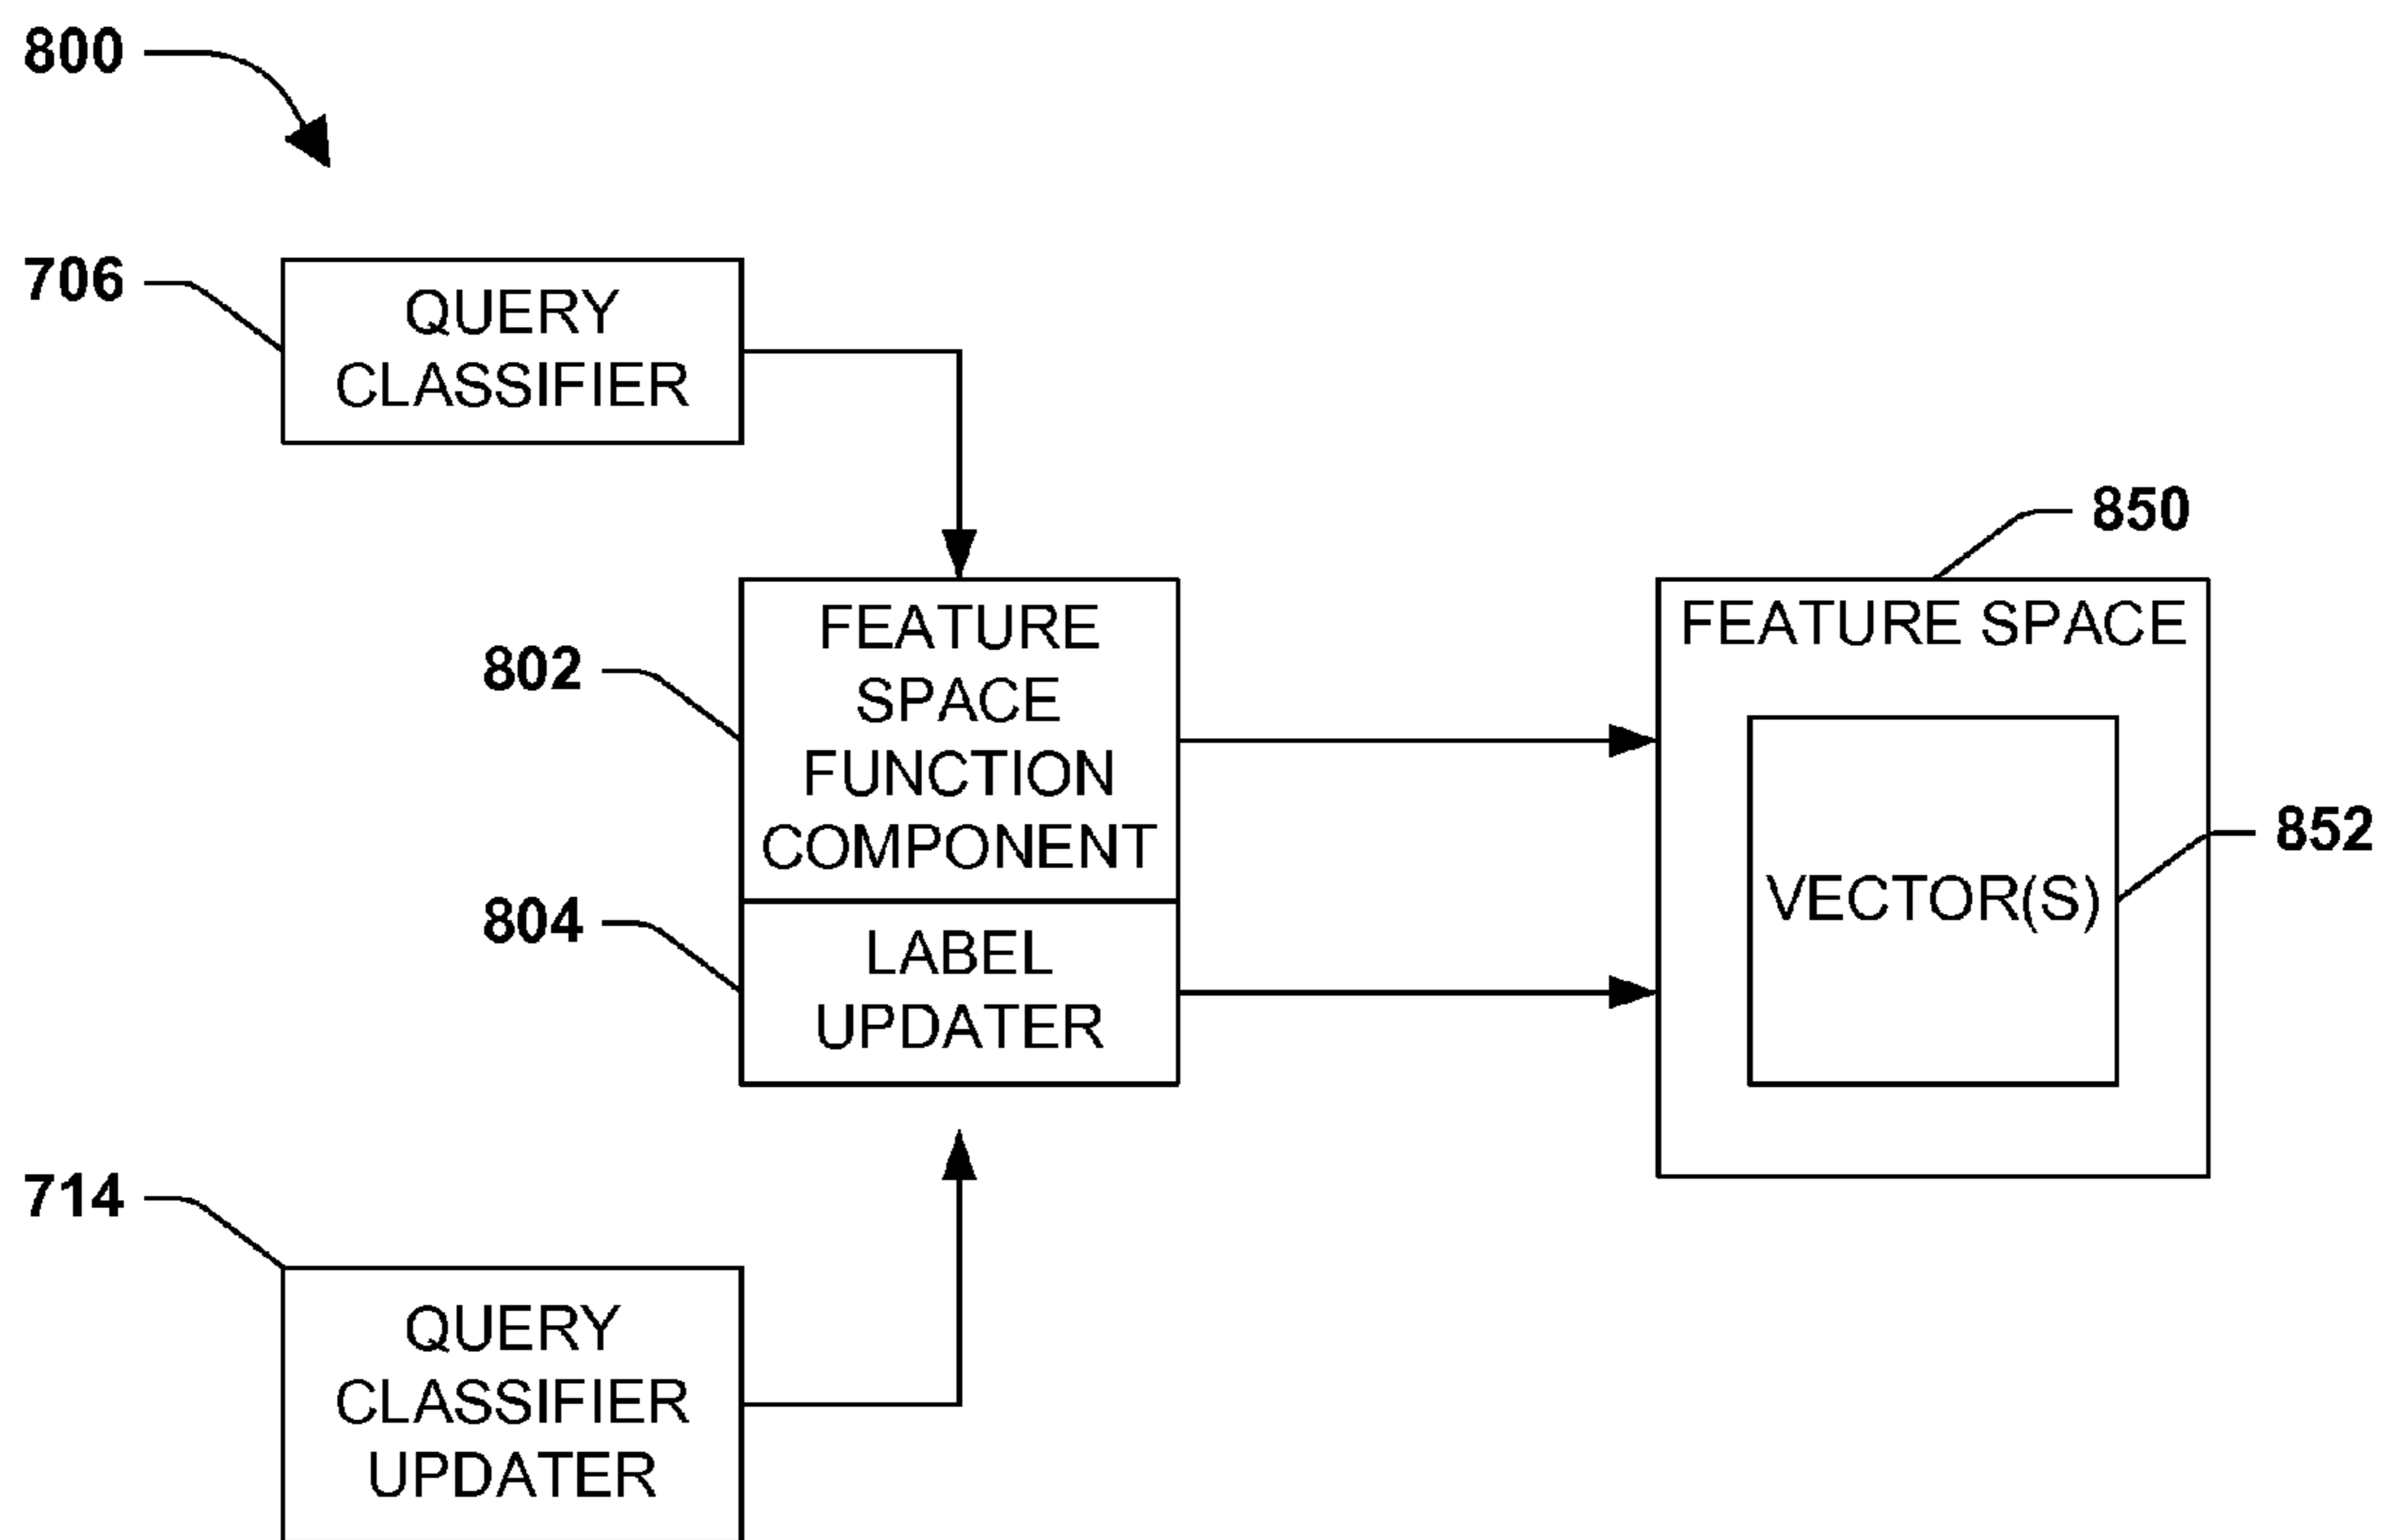 800
706
QUERY
CLASSIFIER
850
802
FEATURE
SPACE
FUNCTION
COMPONENT
FEATURE SPACE
852
VECTOR(S)
804
LABEL
UPDATER
714
QUERY
CLASSIFIER
UPDATER